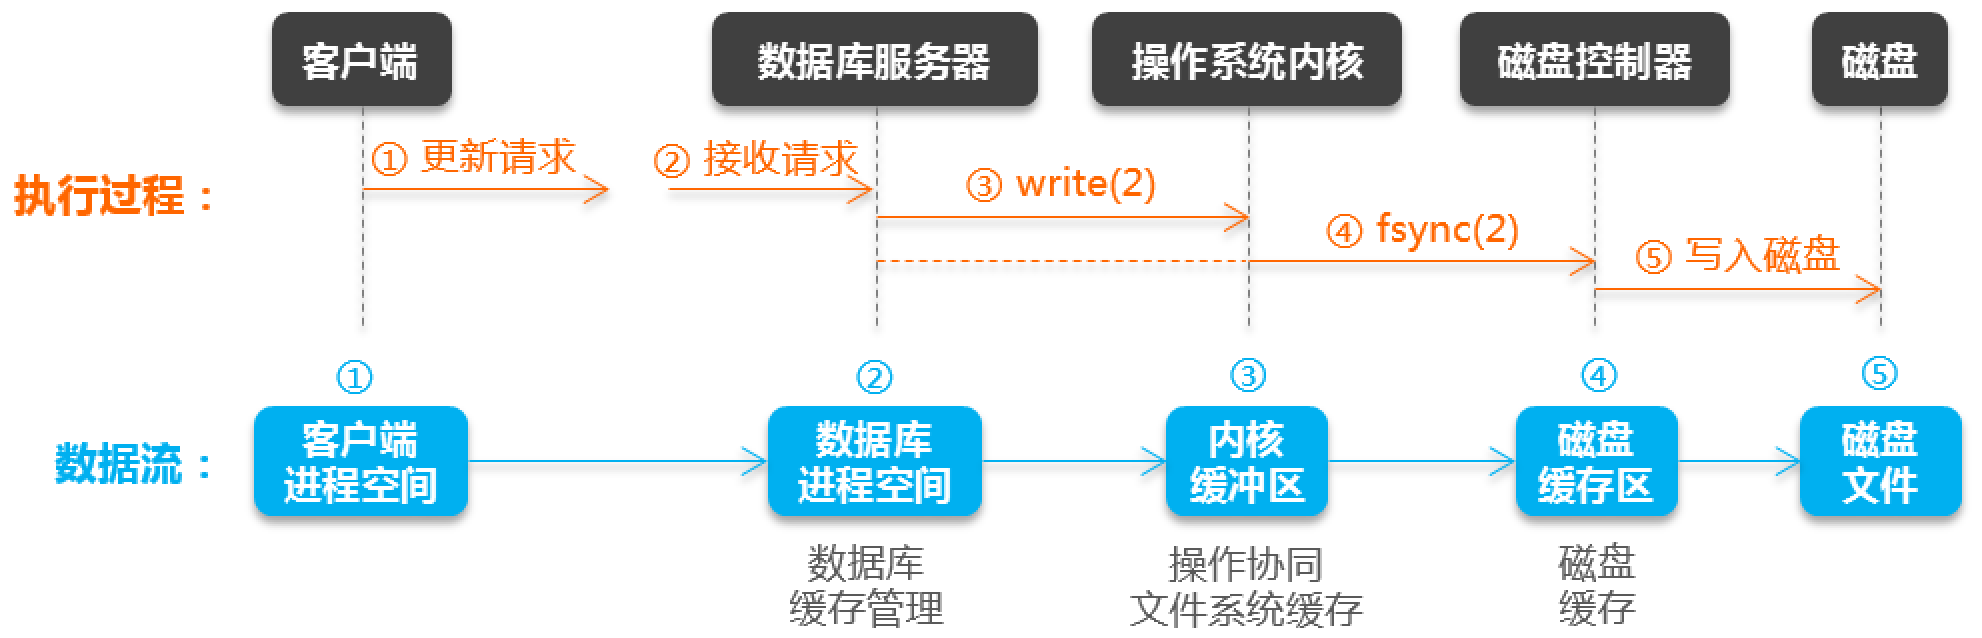 客户端
数据库服务器
操作系统内核
磁盘控制器
磁盘
执行过程：
① 更新请求
② 接收请求
③ write(2)
④ fsync(2)
⑤ 写入磁盘
数据流：
①
②
③
④
⑤
客户端
进程空间
数据库
进程空间
内核
缓冲区
磁盘
缓存区
磁盘
文件
数据库
缓存管理
操作协同
文件系统缓存
磁盘
缓存